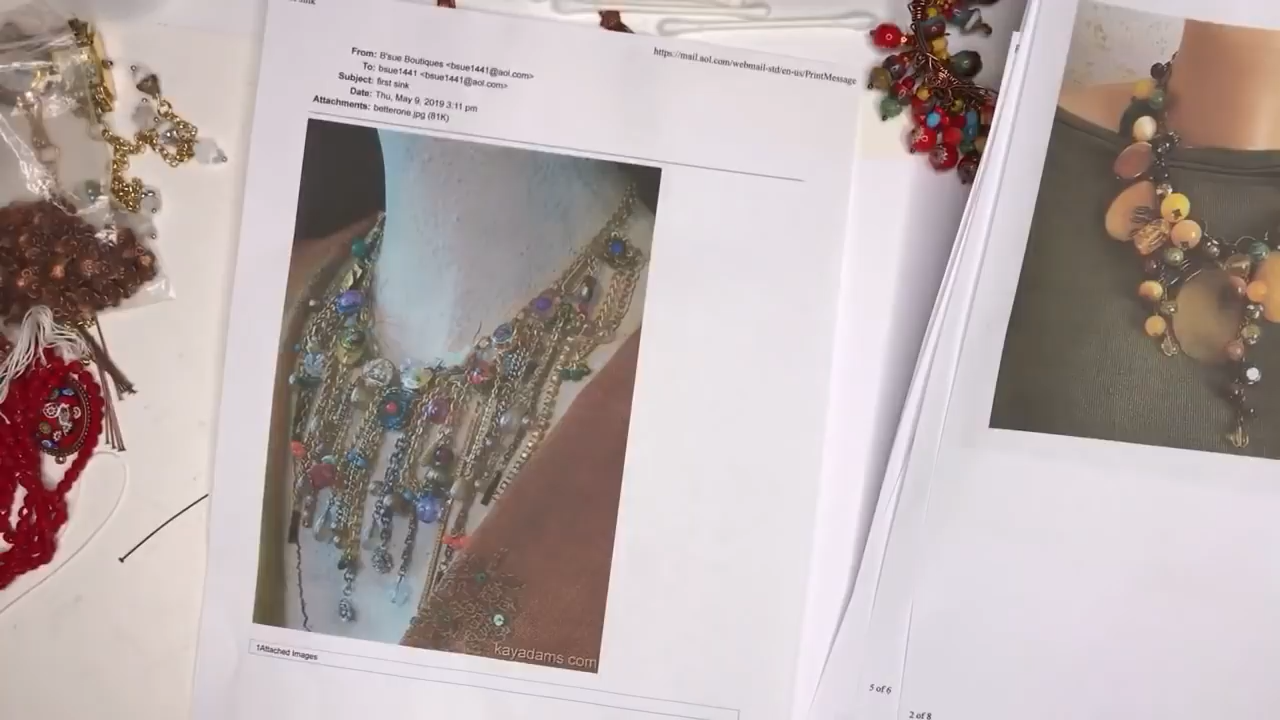 sink
https://mail.aol.com/webmail-std/en-us/PrintMessage
From: B'sue Boutiques <bsue1441@aol.com>
To: bsue1441 <bsue1441@aol.com>
Subject: first sink
Date: Thu, May 9, 2019 3:11 pm
Attachments: betterone.jpg (81K)
kayadams.com
1Attached Images
5 of 6
2 of 8